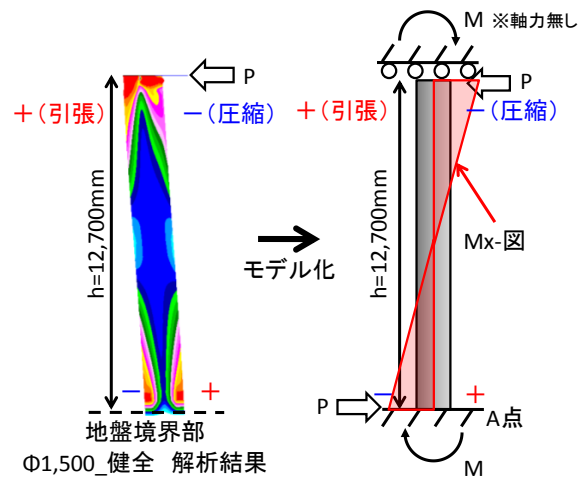 M ※軸力無し
P
P
＋(引張)
－(圧縮)
＋(引張)
－(圧縮)
h=12,700mm
h=12,700mm
モデル化
Mx-図
－
＋
－
＋
P
A点
地盤境界部
Φ1,500_健全 解析結果
M